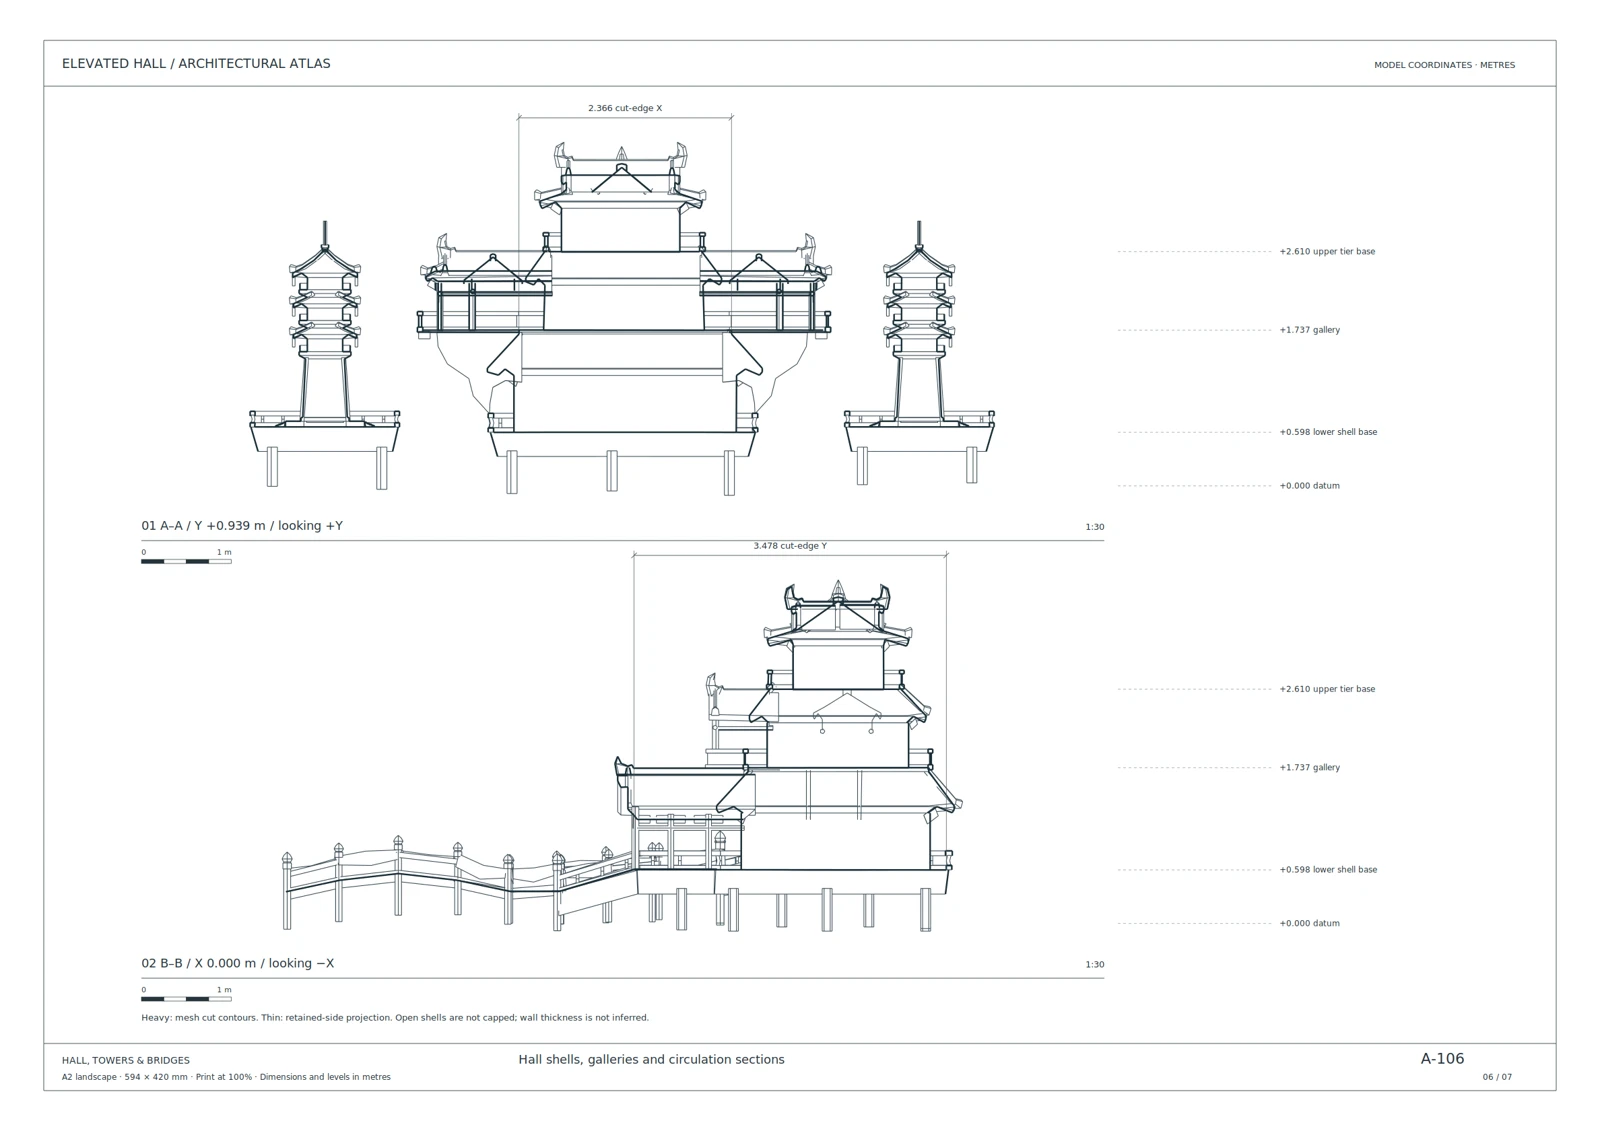 ELEVATED HALL / ARCHITECTURAL ATLAS
MODEL COORDINATES · METRES
2.366 cut-edge X
+2.610 upper tier base
+1.737 gallery
+0.598 lower shell base
+0.000 datum
01 A–A / Y +0.939 m / looking +Y
1:30
0 1 m
3.478 cut-edge Y
+2.610 upper tier base
+1.737 gallery
+0.598 lower shell base
+0.000 datum
02 B–B / X 0.000 m / looking −X
1:30
0 1 m
Heavy: mesh cut contours. Thin: retained-side projection. Open shells are not capped; wall thickness is not inferred.
HALL, TOWERS & BRIDGES
Hall shells, galleries and circulation sections
A-106
A2 landscape · 594 × 420 mm · Print at 100% · Dimensions and levels in metres
06 / 07